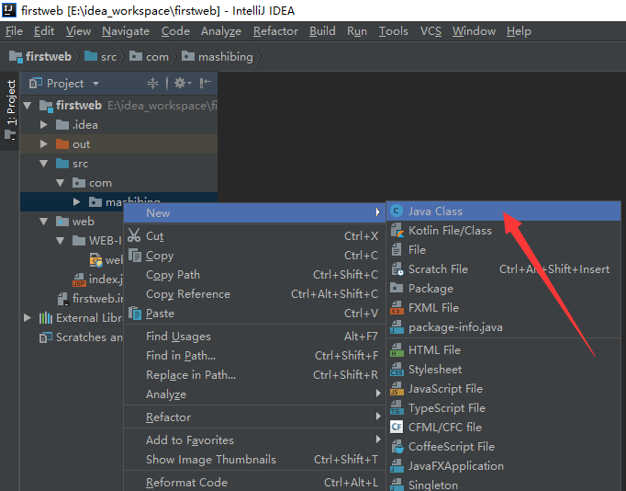 firstweb [E:\idea_workspace\firstweb] - IntelliJ IDEA
File Edit View Navigate Code Analyze Refactor Build Run Tools VCS Window Help
firstweb src com mashibing
1: Project
Project
firstweb E:\idea_workspace\fi
.idea
out
src
com
mashibing
web
WEB-I
web
index.j
firstweb.im
External Libra
Scratches an
New
Cut Ctrl+X
Copy Ctrl+C
Copy Path Ctrl+Shift+C
Copy Reference Ctrl+Alt+Shift+C
Paste Ctrl+V
Find Usages Alt+F7
Find in Path... Ctrl+Shift+F
Replace in Path... Ctrl+Shift+R
Analyze
Refactor
Add to Favorites
Show Image Thumbnails Ctrl+Shift+T
Reformat Code Ctrl+Alt+L
Java Class
Kotlin File/Class
File
Scratch File Ctrl+Alt+Shift+Insert
Package
FXML File
package-info.java
HTML File
Stylesheet
JavaScript File
TypeScript File
CFML/CFC file
CoffeeScript File
JavaFXApplication
Singleton